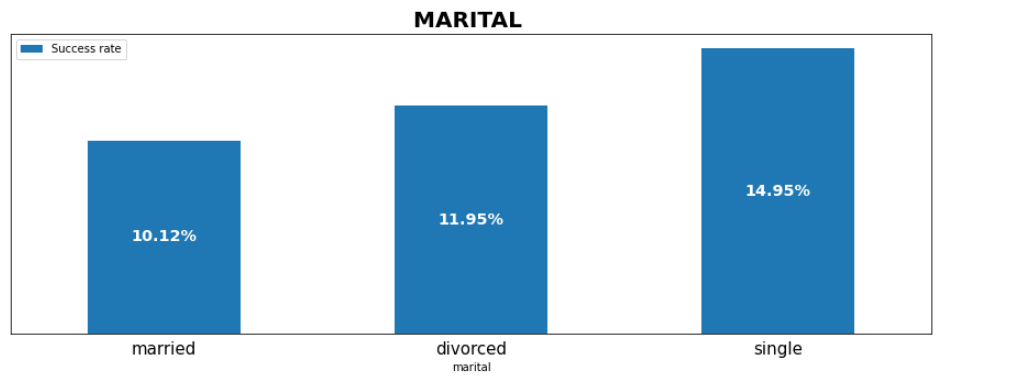 MARITAL
Success rate
10.12%
11.95%
14.95%
married
divorced
single
marital